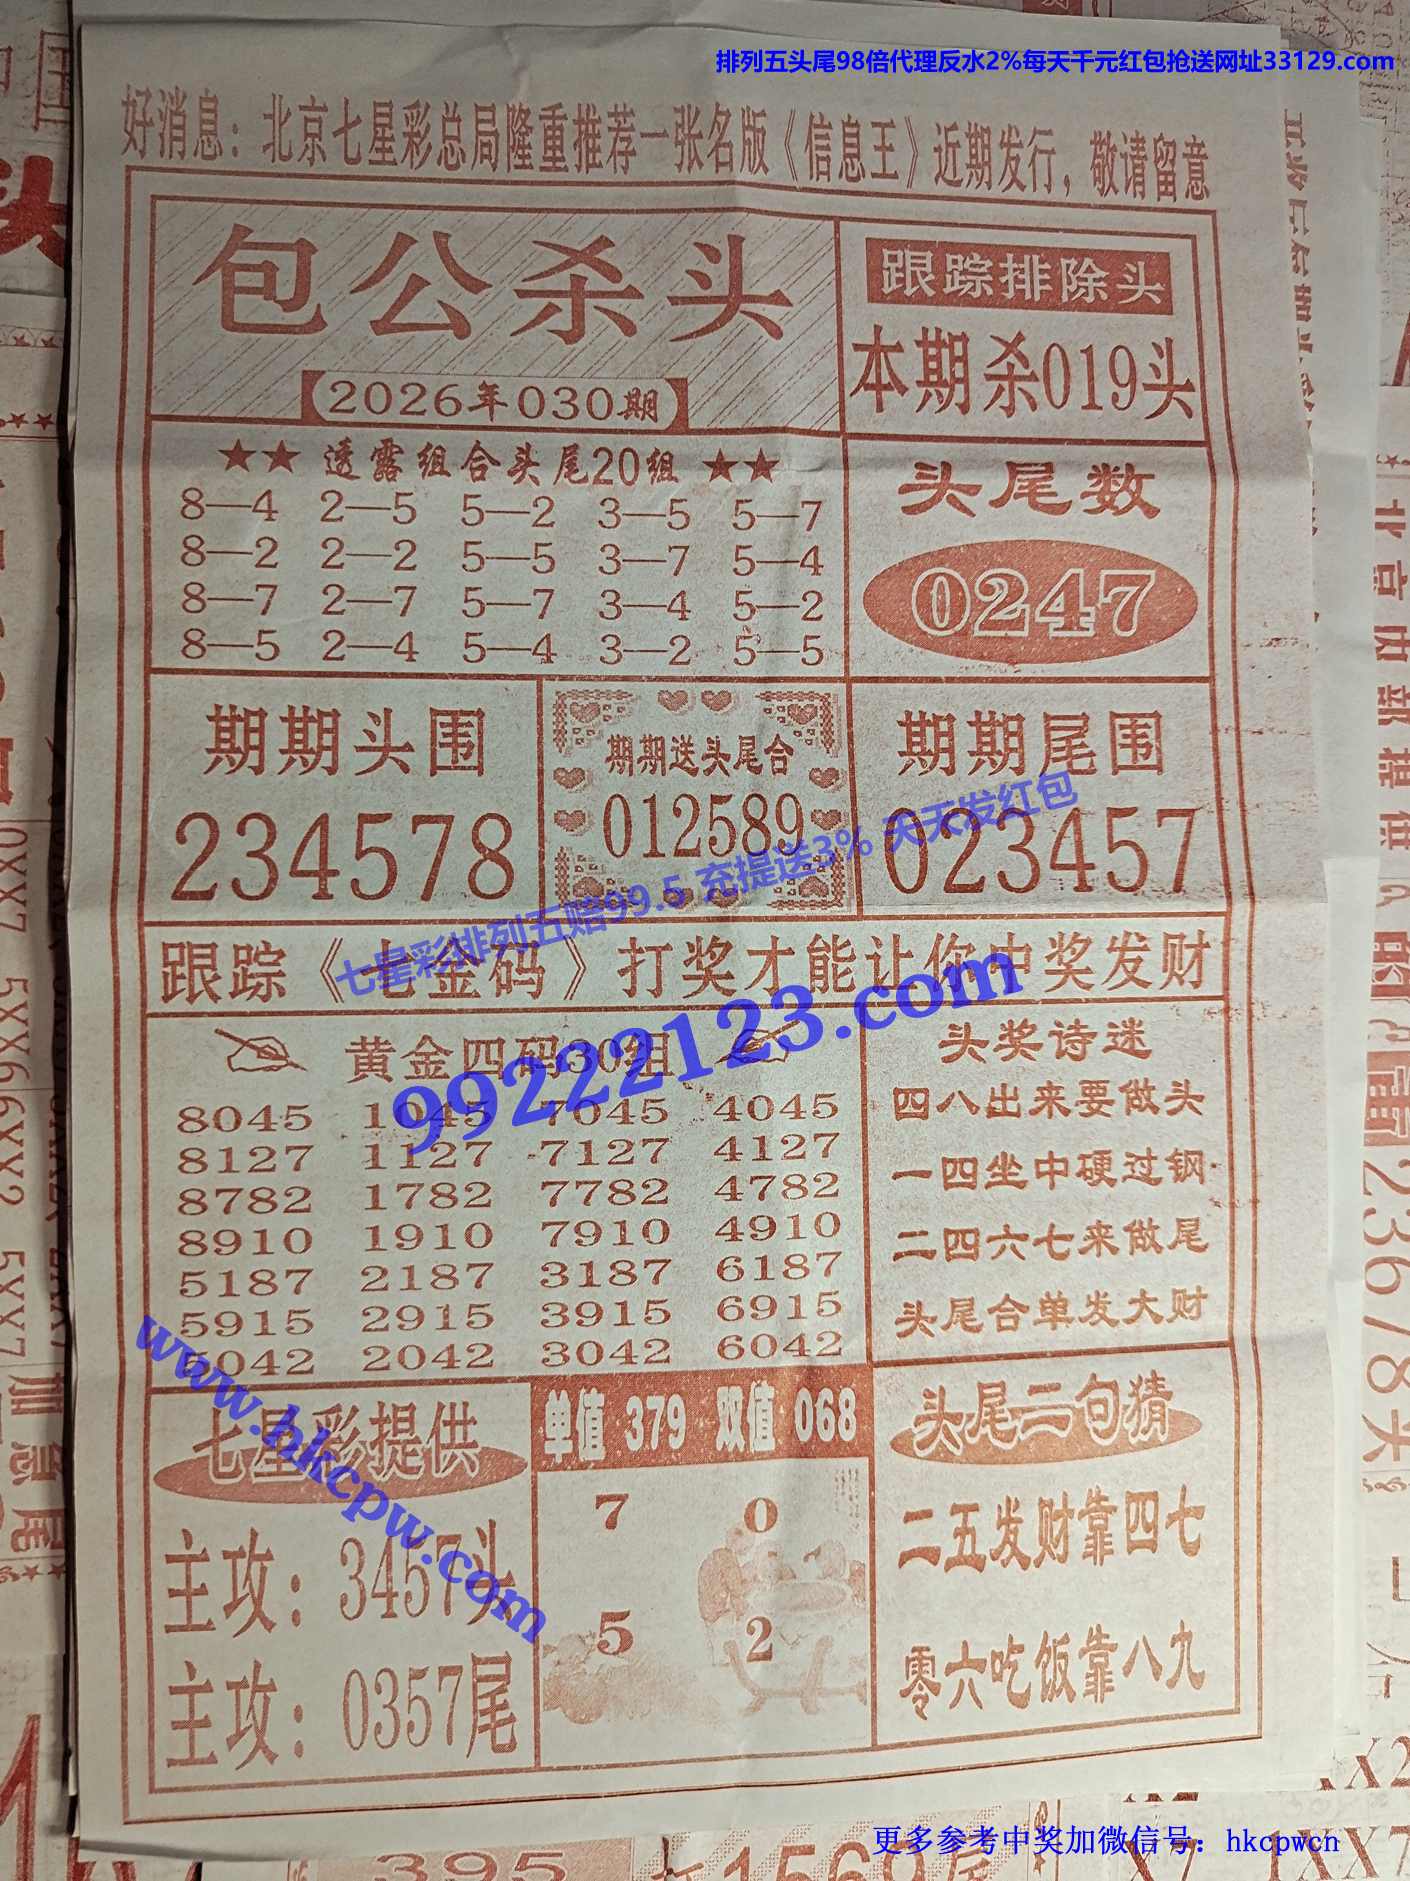 排列五头尾98倍代理反水2%每天千元红包抢送网址33129.com
好消息：北京七星彩总局隆重推荐一张名版《信息王》近期发行，敬请留意
包公杀头
2026年030期
跟踪排除头
本期杀019头
★★ 透露组合头尾20组 ★★
8—4 2—5 5—2 3—5 5—7
8—2 2—2 5—5 3—7 5—4
8—7 2—7 5—7 3—4 5—2
8—5 2—4 5—4 3—2 5—5
头尾数
0247
期期头围
234578
期期送头尾合
012589
期期尾围
023457
七星彩排列五赔99.5 充提送3% 天天发红包
跟踪《七金码》打奖才能让你中奖发财
99222123.com
黄金四码30组
8045 1045 7045 4045
8127 1127 7127 4127
8782 1782 7782 4782
8910 1910 7910 4910
5187 2187 3187 6187
5915 2915 3915 6915
5042 2042 3042 6042
头奖诗迷
四八出来要做头
一四坐中硬过钢
二四六七来做尾
头尾合单发大财
www.hkcpw.com
七星彩提供
主攻：3457头
主攻：0357尾
单值 379 双值 068
7 0
5 2
头尾二句猜
二五发财靠四七
零六吃饭靠八九
更多参考中奖加微信号：hkcpwcn
395
1569尾